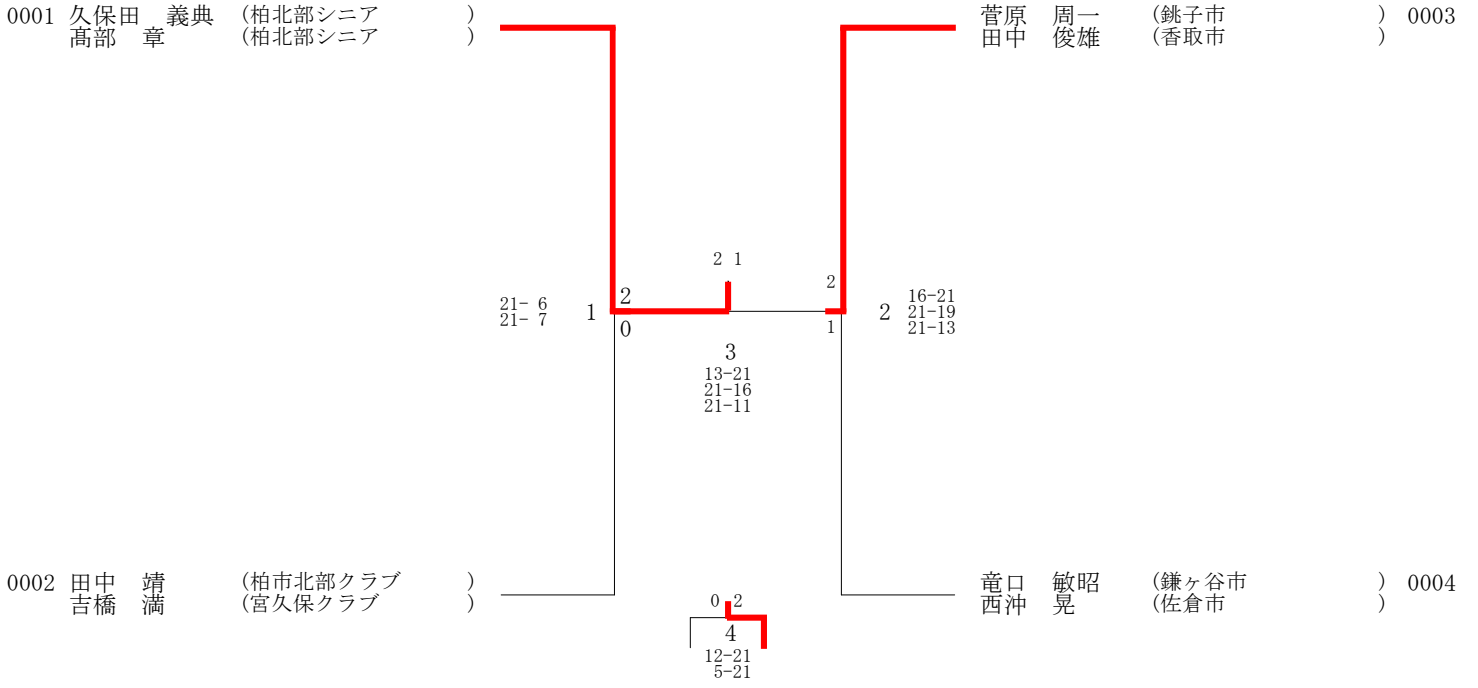 0001 久保田 義典 (柏北部シニア )
髙部 章 (柏北部シニア )
菅原 周一 (銚子市 ) 0003
田中 俊雄 (香取市 )
2 1
21- 6
21- 7
1
2
0
2
1
2
16-21
21-19
21-13
3
13-21
21-16
21-11
0002 田中 靖 (柏市北部クラブ )
吉橋 満 (宮久保クラブ )
竜口 敏昭 (鎌ヶ谷市 ) 0004
西沖 晃 (佐倉市 )
0 2
4
12-21
5-21